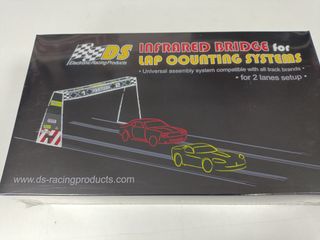 DS
Electronic Racing Products
INFRARED BRIDGE for
LAP COUNTING SYSTEMS
• Universal assembly system compatible with all track brands •
• for 2 lanes setup •
www.ds-racingproducts.com